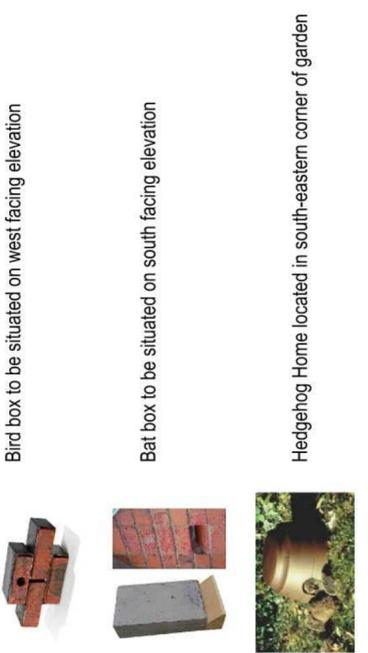 Bird box to be situated on west facing elevation
Bat box to be situated on south facing elevation
Hedgehog Home located in south-eastern corner of garden